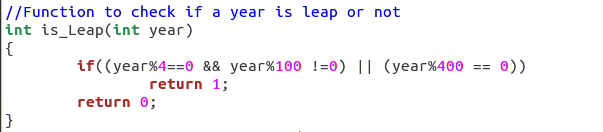 //Function to check if a year is leap or not
int is_Leap(int year)
{
        if((year%4==0 && year%100 !=0) || (year%400 == 0))
                return 1;
        return 0;
}